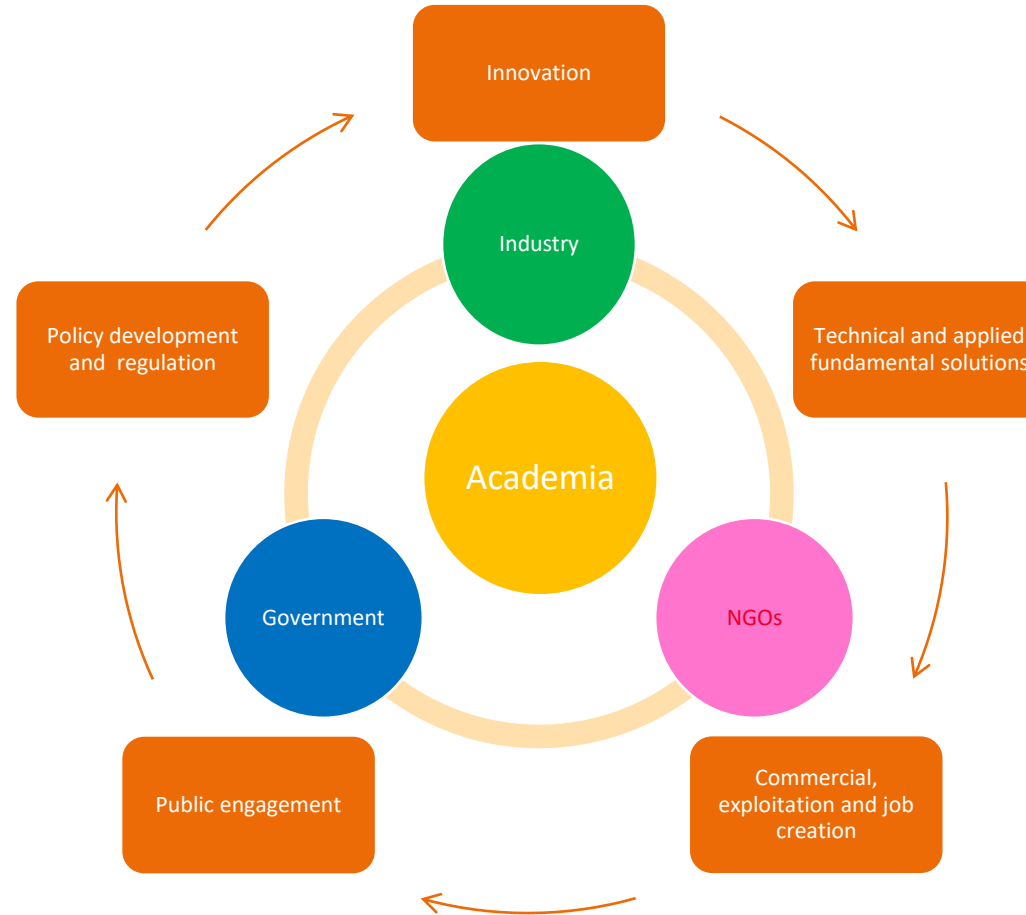 Innovation
Industry
Policy development
and  regulation
Technical and applied
fundamental solutions
Academia
Government
NGOs
Public engagement
Commercial,
exploitation and job
creation